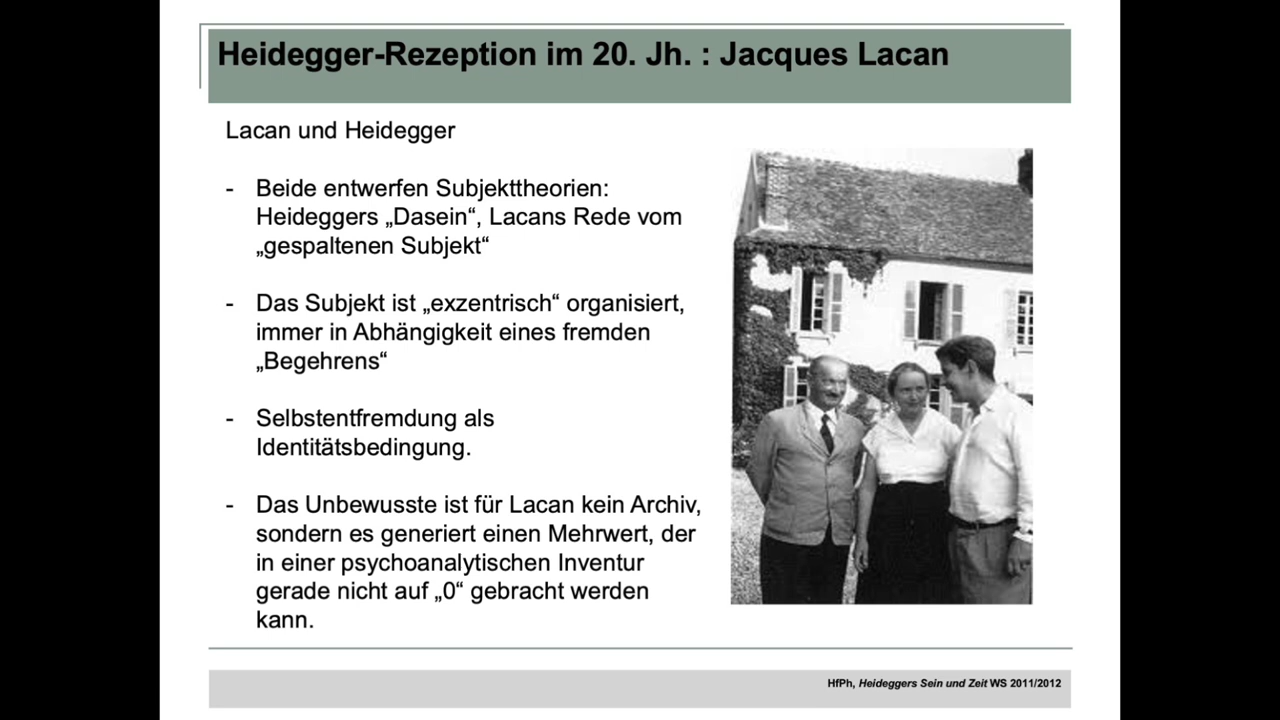 Heidegger-Rezeption im 20. Jh. : Jacques Lacan
Lacan und Heidegger
- Beide entwerfen Subjekttheorien:
Heideggers „Dasein“, Lacans Rede vom
„gespaltenen Subjekt“
- Das Subjekt ist „exzentrisch“ organisiert,
immer in Abhängigkeit eines fremden
„Begehrens“
- Selbstentfremdung als
Identitätsbedingung.
- Das Unbewusste ist für Lacan kein Archiv,
sondern es generiert einen Mehrwert, der
in einer psychoanalytischen Inventur
gerade nicht auf „0“ gebracht werden
kann.
HfPh, Heideggers Sein und Zeit WS 2011/2012